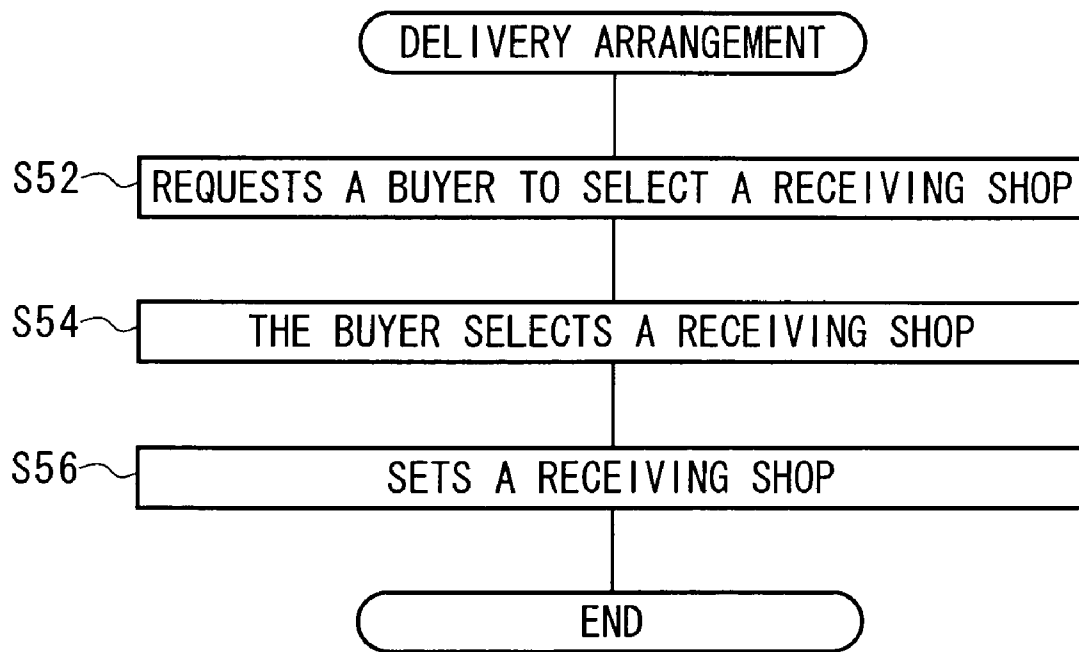 DELIVERY ARRANGEMENT
S52 REQUESTS A BUYER TO SELECT A RECEIVING SHOP
S54 THE BUYER SELECTS A RECEIVING SHOP
S56 SETS A RECEIVING SHOP
END